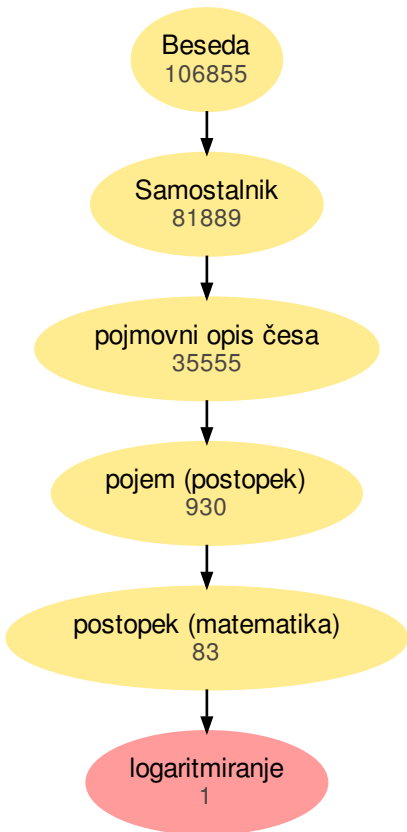 Beseda
106855
Samostalnik
81889
pojmovni opis česa
35555
pojem (postopek)
930
postopek (matematika)
83
logaritmiranje
1